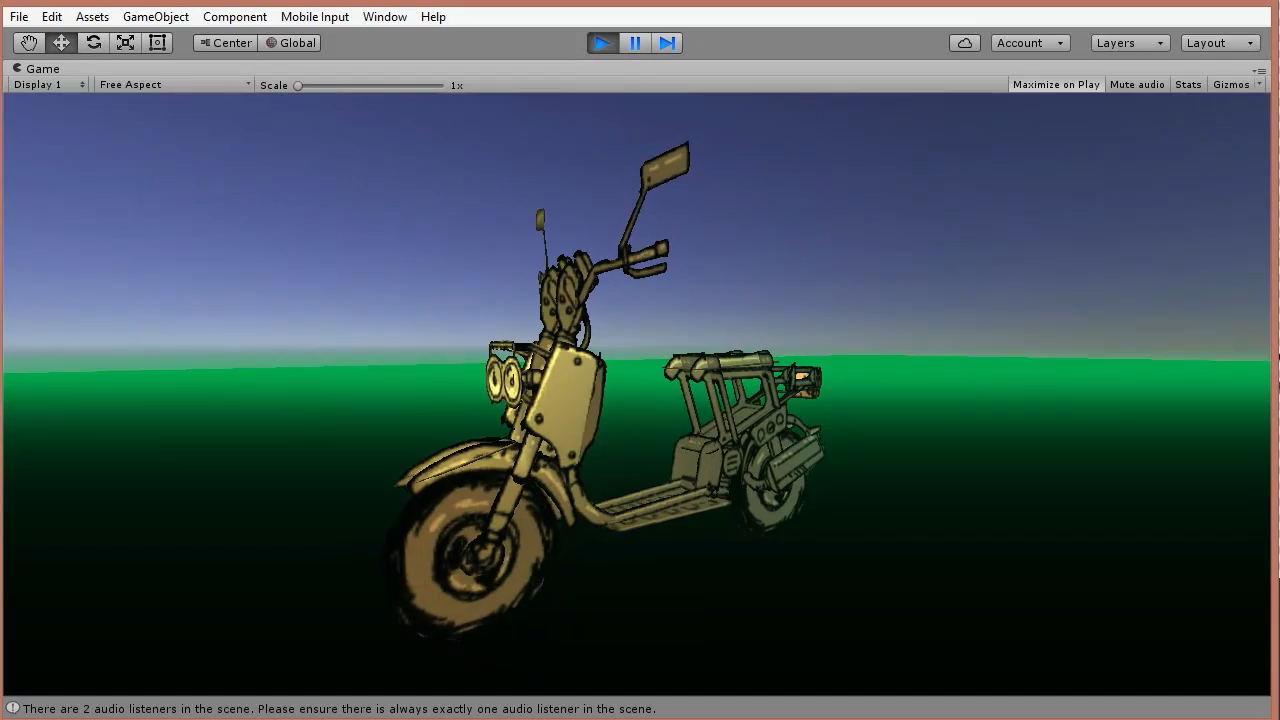 File Edit Assets GameObject Component Mobile Input Window Help
Center Global Account Layers Layout
Game
Display 1 Free Aspect Scale 1x Maximize on Play Mute audio Stats Gizmos
There are 2 audio listeners in the scene. Please ensure there is always exactly one audio listener in the scene.